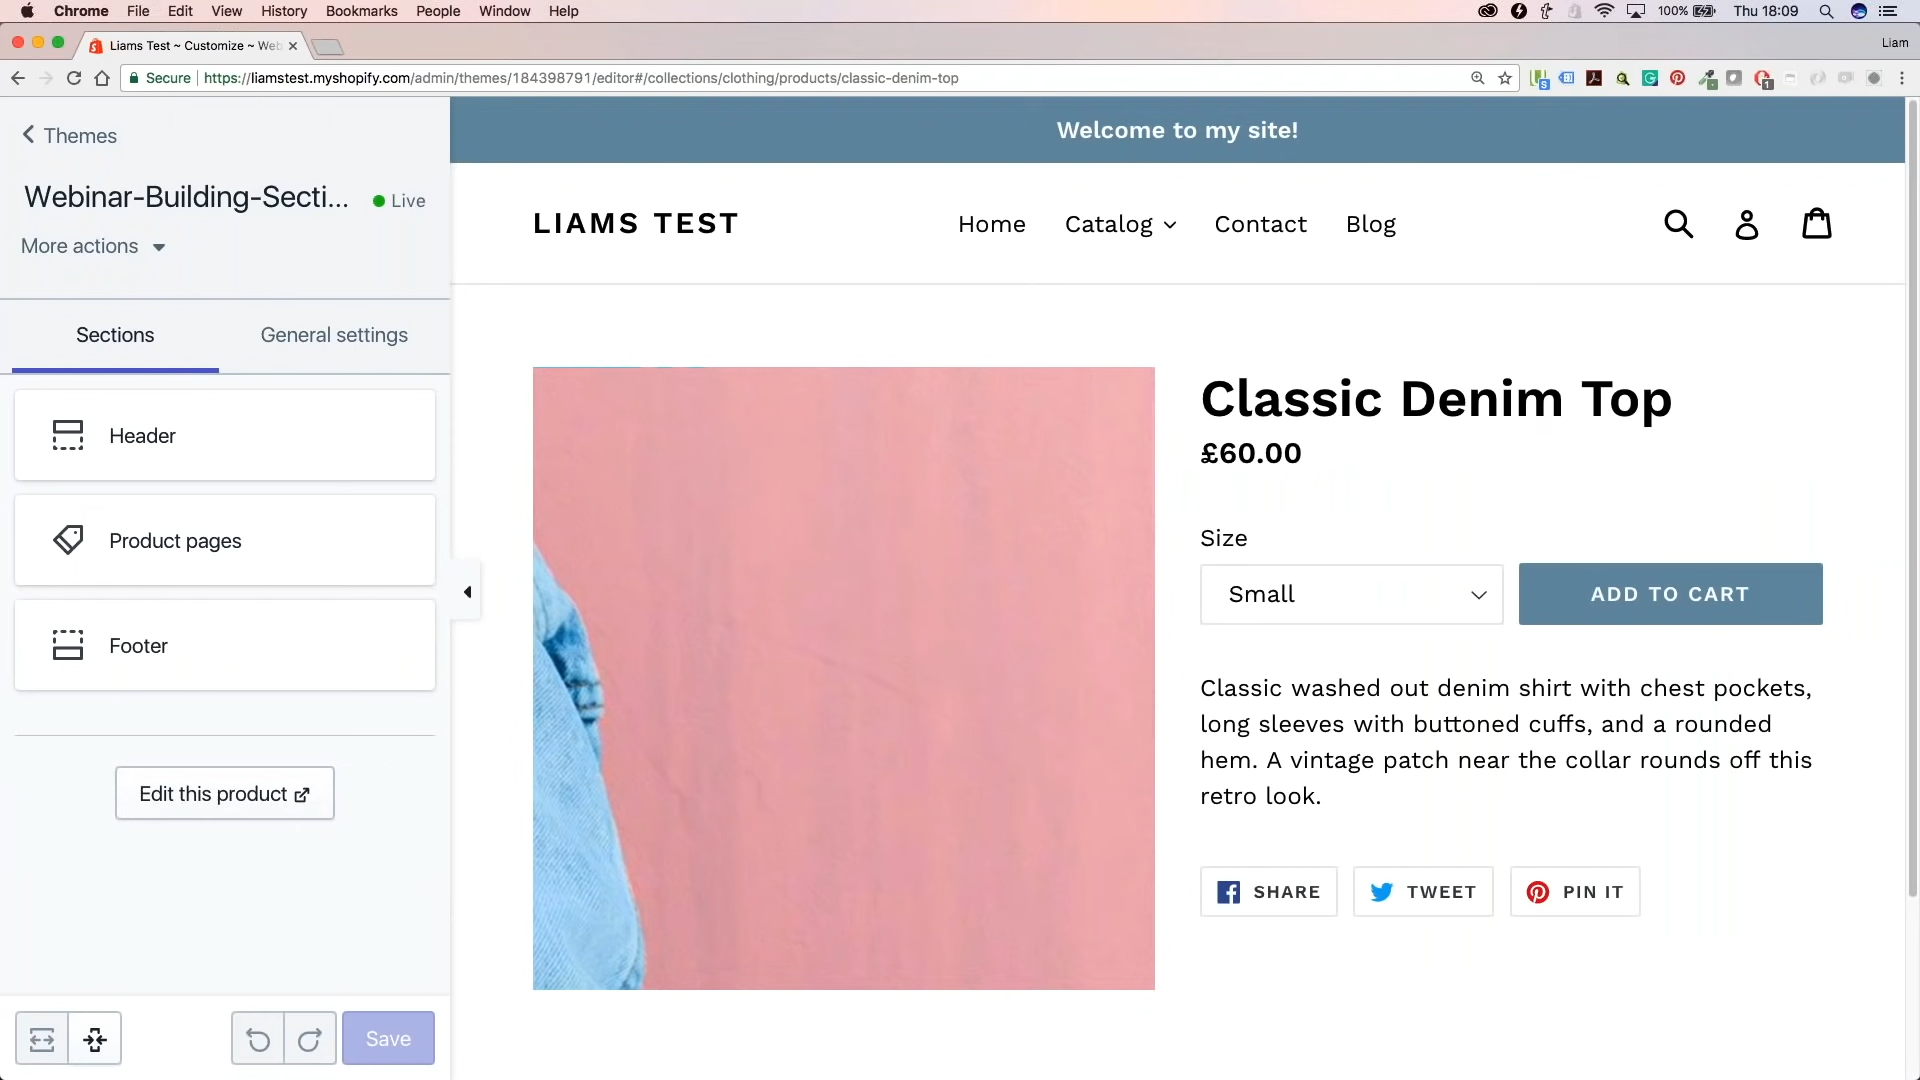 Chrome File Edit View History Bookmarks People Window Help
100% Thu 18:09
Liams Test ~ Customize ~ Web
Liam
Secure https://liamstest.myshopify.com/admin/themes/184398791/editor#/collections/clothing/products/classic-denim-top
Themes
Webinar-Building-Secti... Live
More actions
Sections General settings
Header
Product pages
Footer
Edit this product
Save
Welcome to my site!
LIAMS TEST Home Catalog Contact Blog
Classic Denim Top
£60.00
Size
Small ADD TO CART
Classic washed out denim shirt with chest pockets,
long sleeves with buttoned cuffs, and a rounded
hem. A vintage patch near the collar rounds off this
retro look.
SHARE TWEET PIN IT